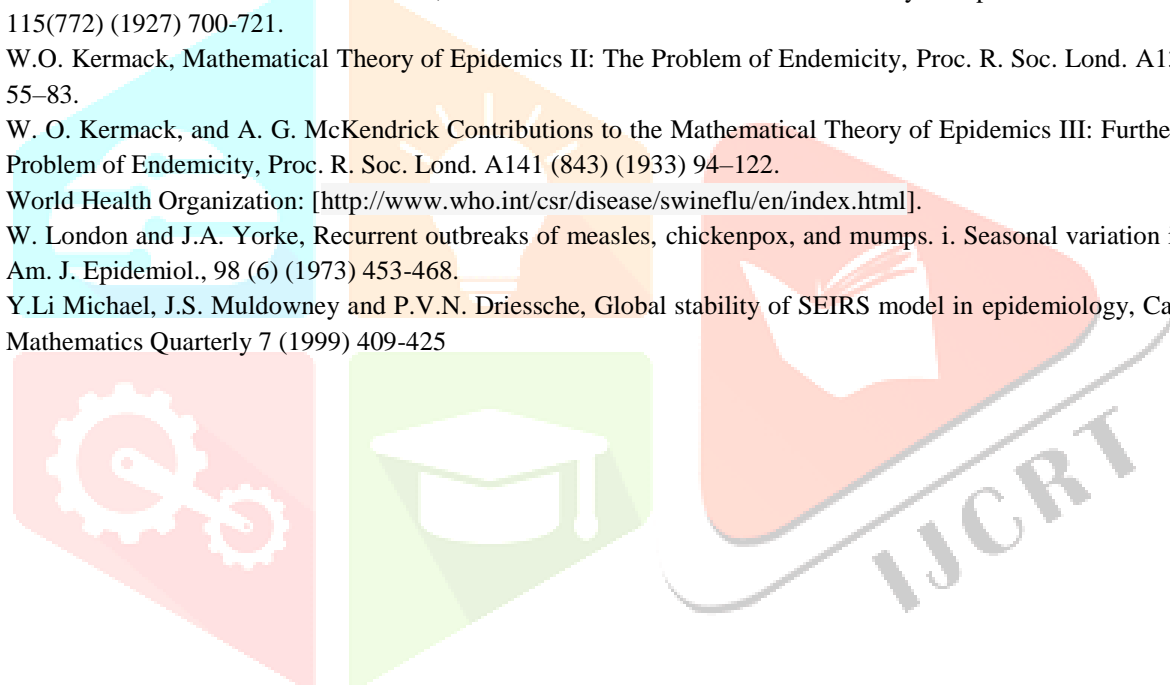 115(772) (1927) 700-721.
W.O. Kermack, Mathematical Theory of Epidemics II: The Problem of Endemicity, Proc. R. Soc. Lond.
55–83.
W. O. Kermack, and A. G. McKendrick Contributions to the Mathematical Theory of Epidemics III:
Problem of Endemicity, Proc. R. Soc. Lond. A141 (843) (1933) 94–122.
World Health Organization: [http://www.who.int/csr/disease/swineflu/en/index.html].
W. London and J.A. Yorke, Recurrent outbreaks of measles, chickenpox, and mumps. i. Seasonal variation
Am. J. Epidemiol., 98 (6) (1973) 453-468.
Y.Li Michael, J.S. Muldowney and P.V.N. Driessche, Global stability of SEIRS model in epidemiology,
Mathematics Quarterly 7 (1999) 409-425
IJCRT